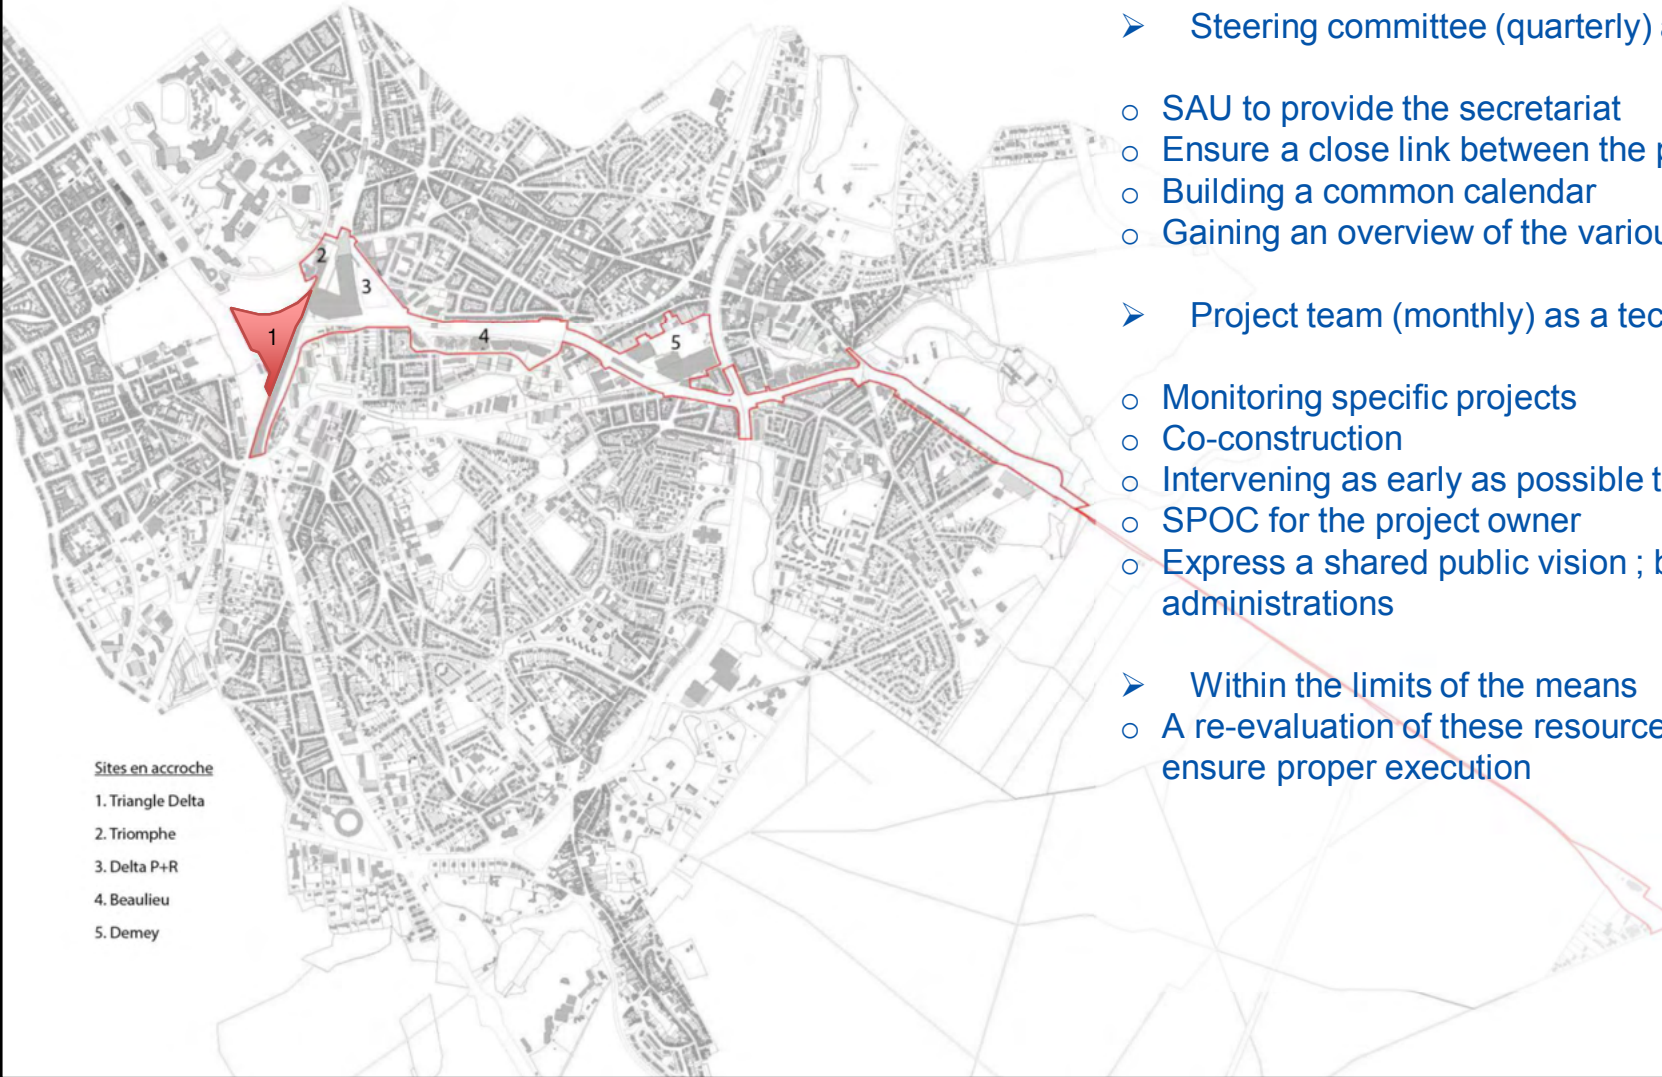 ➢ Steering committee (quarterly)
o SAU to provide the secretariat
o Ensure a close link between the
o Building a common calendar
o Gaining an overview of the
➢ Project team (monthly) as a
o Monitoring specific projects
o Co-construction
o Intervening as early as possible
o SPOC for the project owner
o Express a shared public vision ;
administrations
➢ Within the limits of the means
o A re-evaluation of these
ensure proper execution
2
3
1
4
5
Sites en accroche
1. Triangle Delta
2. Triomphe
3. Delta P+R
4. Beaulieu
5. Demey